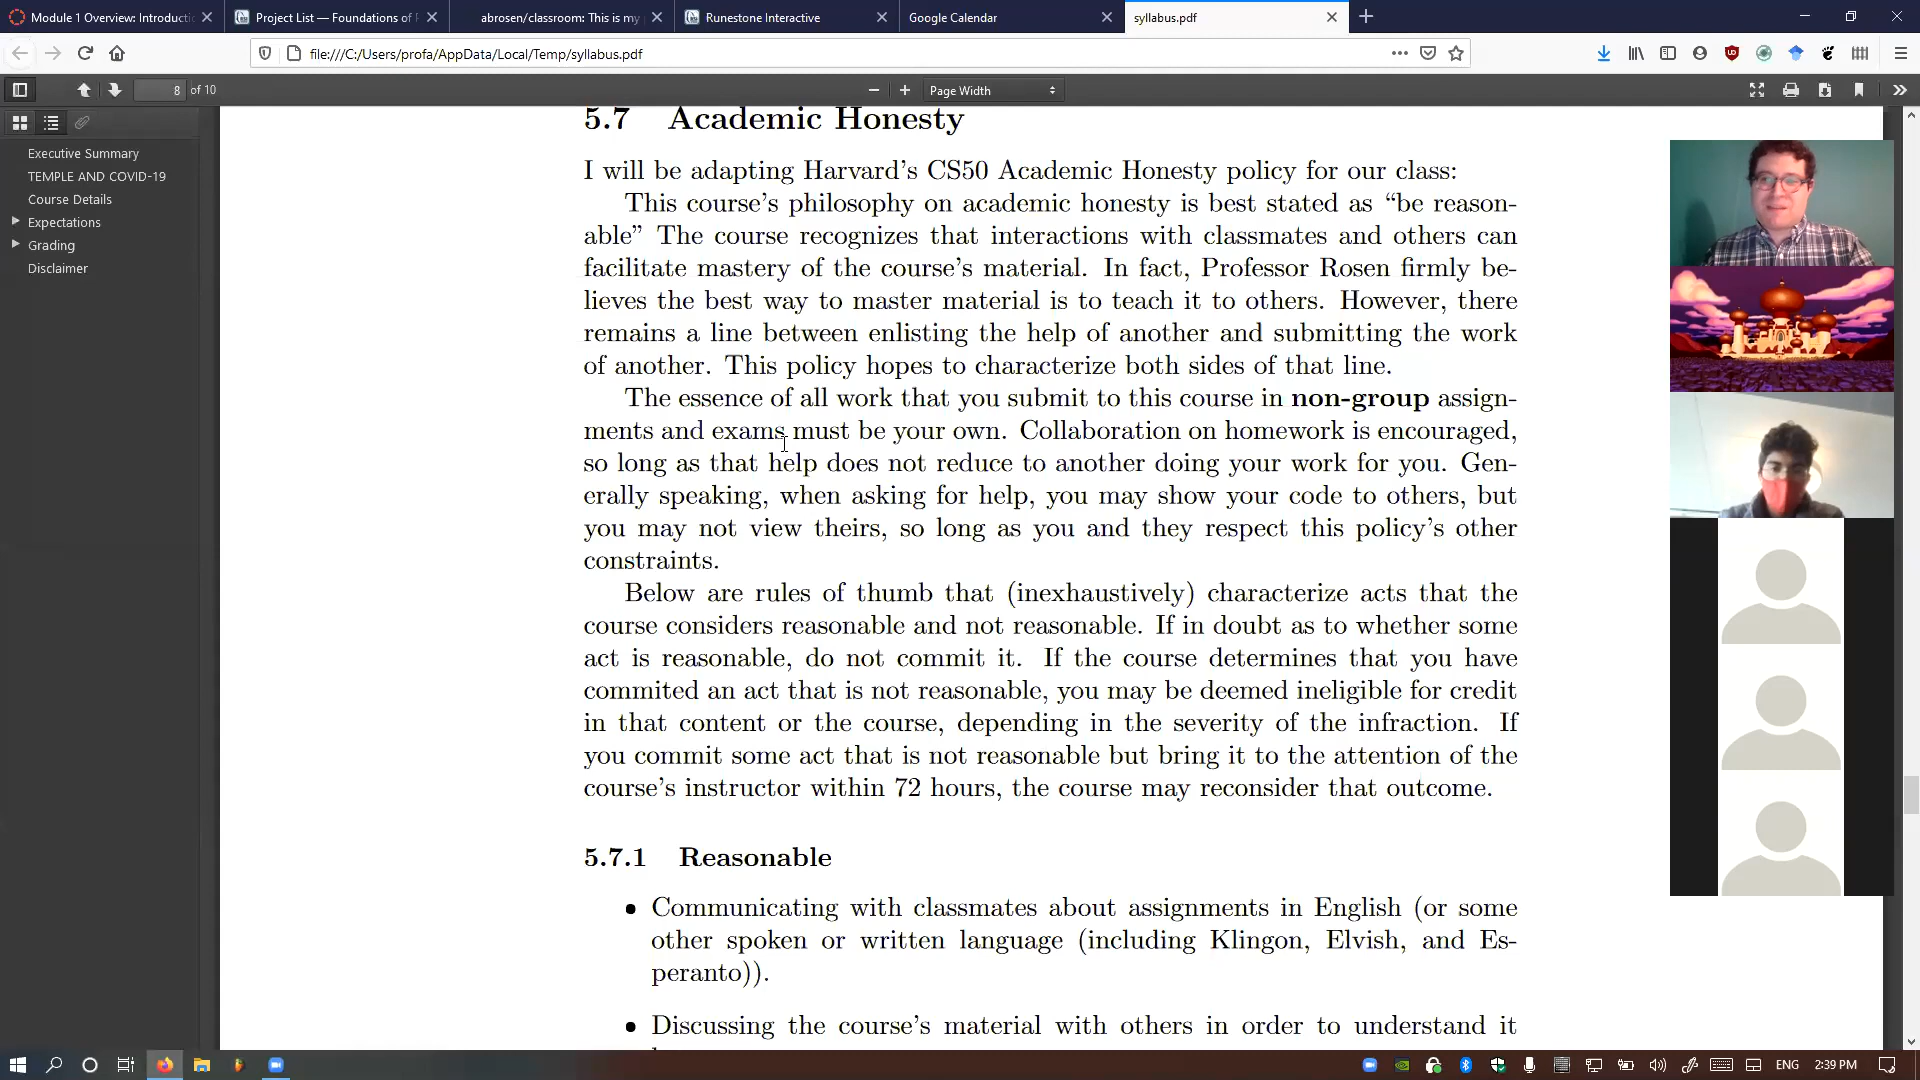 Module 1 Overview: Introducti
Project List — Foundations of
abrosen/classroom: This is my
Runestone Interactive
Google Calendar
syllabus.pdf
file:///C:/Users/profa/AppData/Local/Temp/syllabus.pdf
8 of 10
Page Width
Executive Summary
TEMPLE AND COVID-19
Course Details
Expectations
Grading
Disclaimer
5.7 Academic Honesty
I will be adapting Harvard's CS50 Academic Honesty policy for our class:
This course's philosophy on academic honesty is best stated as “be reason-
able” The course recognizes that interactions with classmates and others can
facilitate mastery of the course's material. In fact, Professor Rosen firmly be-
lieves the best way to master material is to teach it to others. However, there
remains a line between enlisting the help of another and submitting the work
of another. This policy hopes to characterize both sides of that line.
The essence of all work that you submit to this course in non-group assign-
ments and exams must be your own. Collaboration on homework is encouraged,
so long as that help does not reduce to another doing your work for you. Gen-
erally speaking, when asking for help, you may show your code to others, but
you may not view theirs, so long as you and they respect this policy's other
constraints.
Below are rules of thumb that (inexhaustively) characterize acts that the
course considers reasonable and not reasonable. If in doubt as to whether some
act is reasonable, do not commit it. If the course determines that you have
commited an act that is not reasonable, you may be deemed ineligible for credit
in that content or the course, depending in the severity of the infraction. If
you commit some act that is not reasonable but bring it to the attention of the
course's instructor within 72 hours, the course may reconsider that outcome.
5.7.1 Reasonable
• Communicating with classmates about assignments in English (or some
other spoken or written language (including Klingon, Elvish, and Es-
peranto)).
• Discussing the course's material with others in order to understand it
ENG
2:39 PM